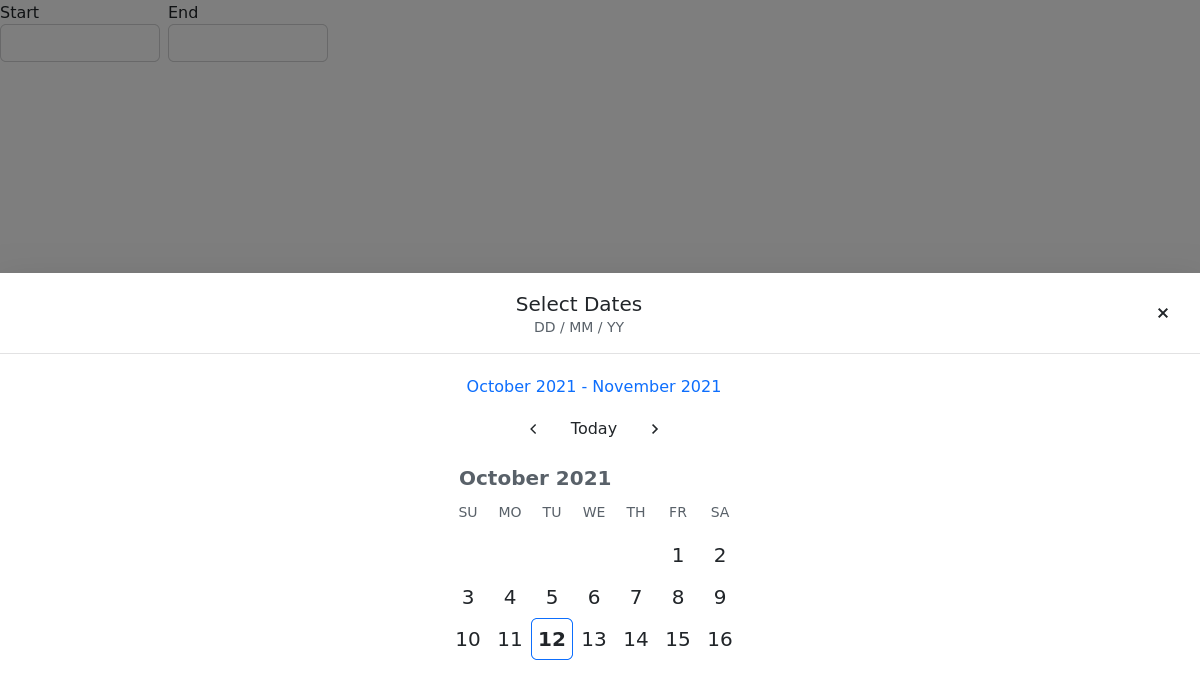 Start End
Select Dates
DD / MM / YY
October 2021 - November 2021
Today
October 2021
SU MO TU WE TH FR SA
1 2
3 4 5 6 7 8 9
10 11 12 13 14 15 16